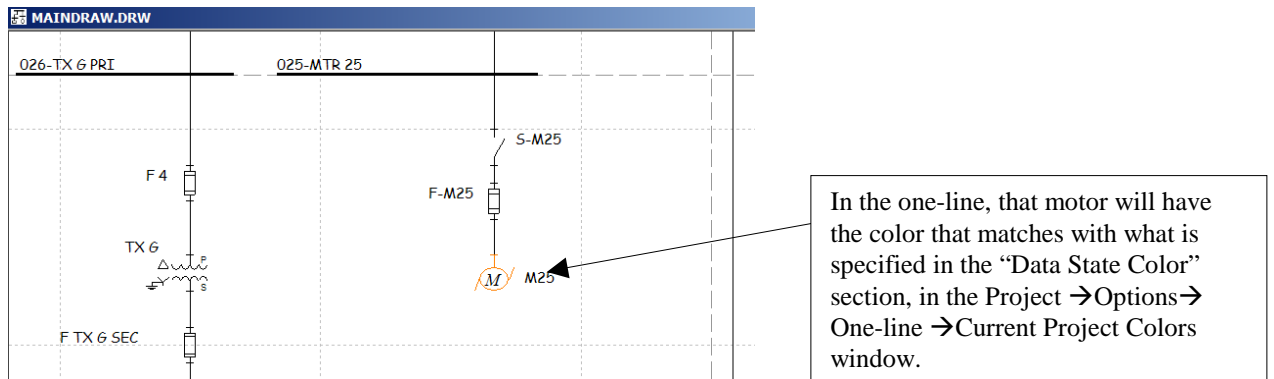 MAINDRAW.DRW
026-TX G PRI
025-MTR 25
S-M25
F 4
F-M25
TX G
P
S
M
M25
F TX G SEC
In the one-line, that motor will have
the color that matches with what is
specified in the “Data State Color”
section, in the Project →Options→
One-line →Current Project Colors
window.